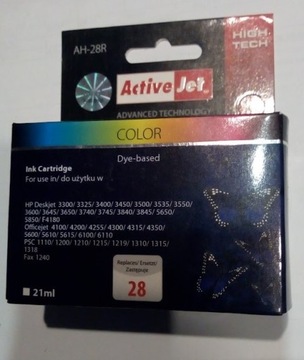 AH-28R
HIGH TECH
ActiveJet
ADVANCED TECHNOLOGY
COLOR
Dye-based
Ink Cartridge
For use in/ do użytku w
HP Deskjet 3300/ 3325/ 3400/ 3450/ 3500/ 3535/ 3550/
3600/ 3645/ 3650/ 3740/ 3745/ 3840/ 3845/ 5650/
5850/ F4180
Officejet 4100/ 4200/ 4255/ 4300/ 4315/ 4350/
5600/ 5610/ 5615/ 6100/ 6110
PSC 1110/ 1200/ 1210/ 1215/ 1219/ 1310/ 1315/
1318
Fax 1240
Replaces/ Ersetzt/
Zastępuje
28
21ml